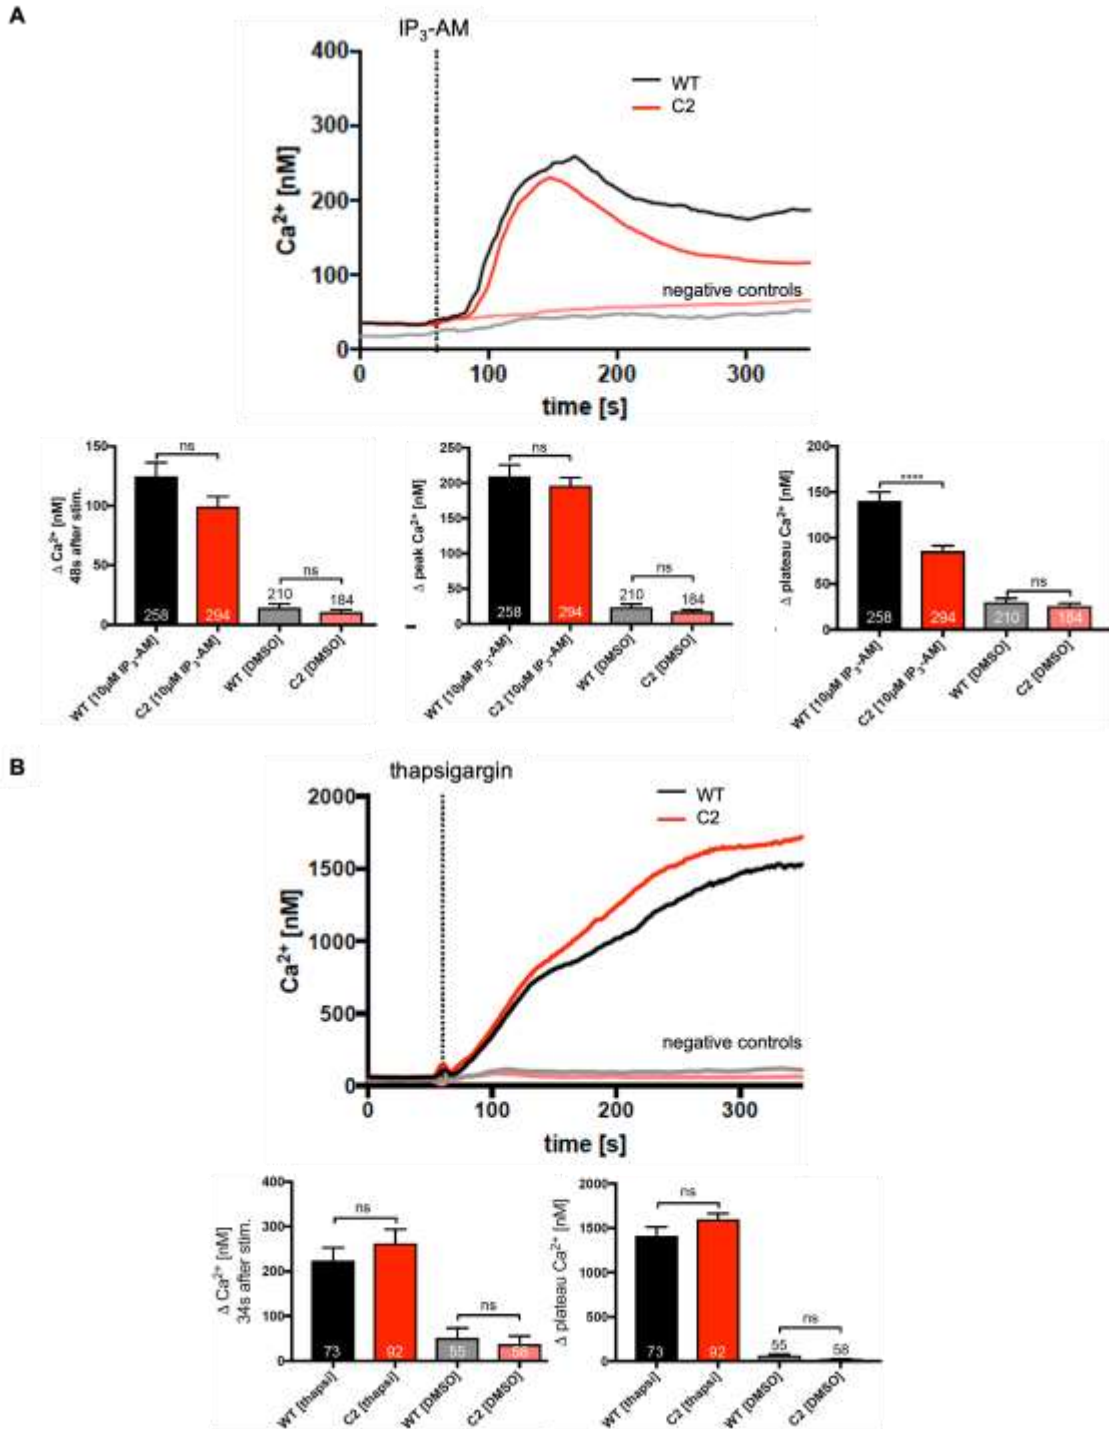 A
IP₃-AM
400
300
200
100
0
Ca²⁺ [nM]
WT
C2
negative controls
0 100 200 300
time [s]
150
100
50
0
Δ Ca²⁺ [nM]
48s after stim.
ns
ns
258
294
210
184
WT [10µM IP₃-AM]
C2 [10µM IP₃-AM]
WT [DMSO]
C2 [DMSO]
250
200
150
100
50
0
Δ peak Ca²⁺ [nM]
ns
ns
258
294
210
184
WT [10µM IP₃-AM]
C2 [10µM IP₃-AM]
WT [DMSO]
C2 [DMSO]
200
150
100
50
0
Δ plateau Ca²⁺ [nM]
****
ns
258
294
210
184
WT [10µM IP₃-AM]
C2 [10µM IP₃-AM]
WT [DMSO]
C2 [DMSO]
B
thapsigargin
2000
1500
1000
500
0
Ca²⁺ [nM]
WT
C2
negative controls
0 100 200 300
time [s]
400
300
200
100
0
Δ Ca²⁺ [nM]
34s after stim.
ns
ns
73
92
55
58
WT [thapsi]
C2 [thapsi]
WT [DMSO]
C2 [DMSO]
2000
1500
1000
500
0
Δ plateau Ca²⁺ [nM]
ns
ns
73
92
55
58
WT [thapsi]
C2 [thapsi]
WT [DMSO]
C2 [DMSO]